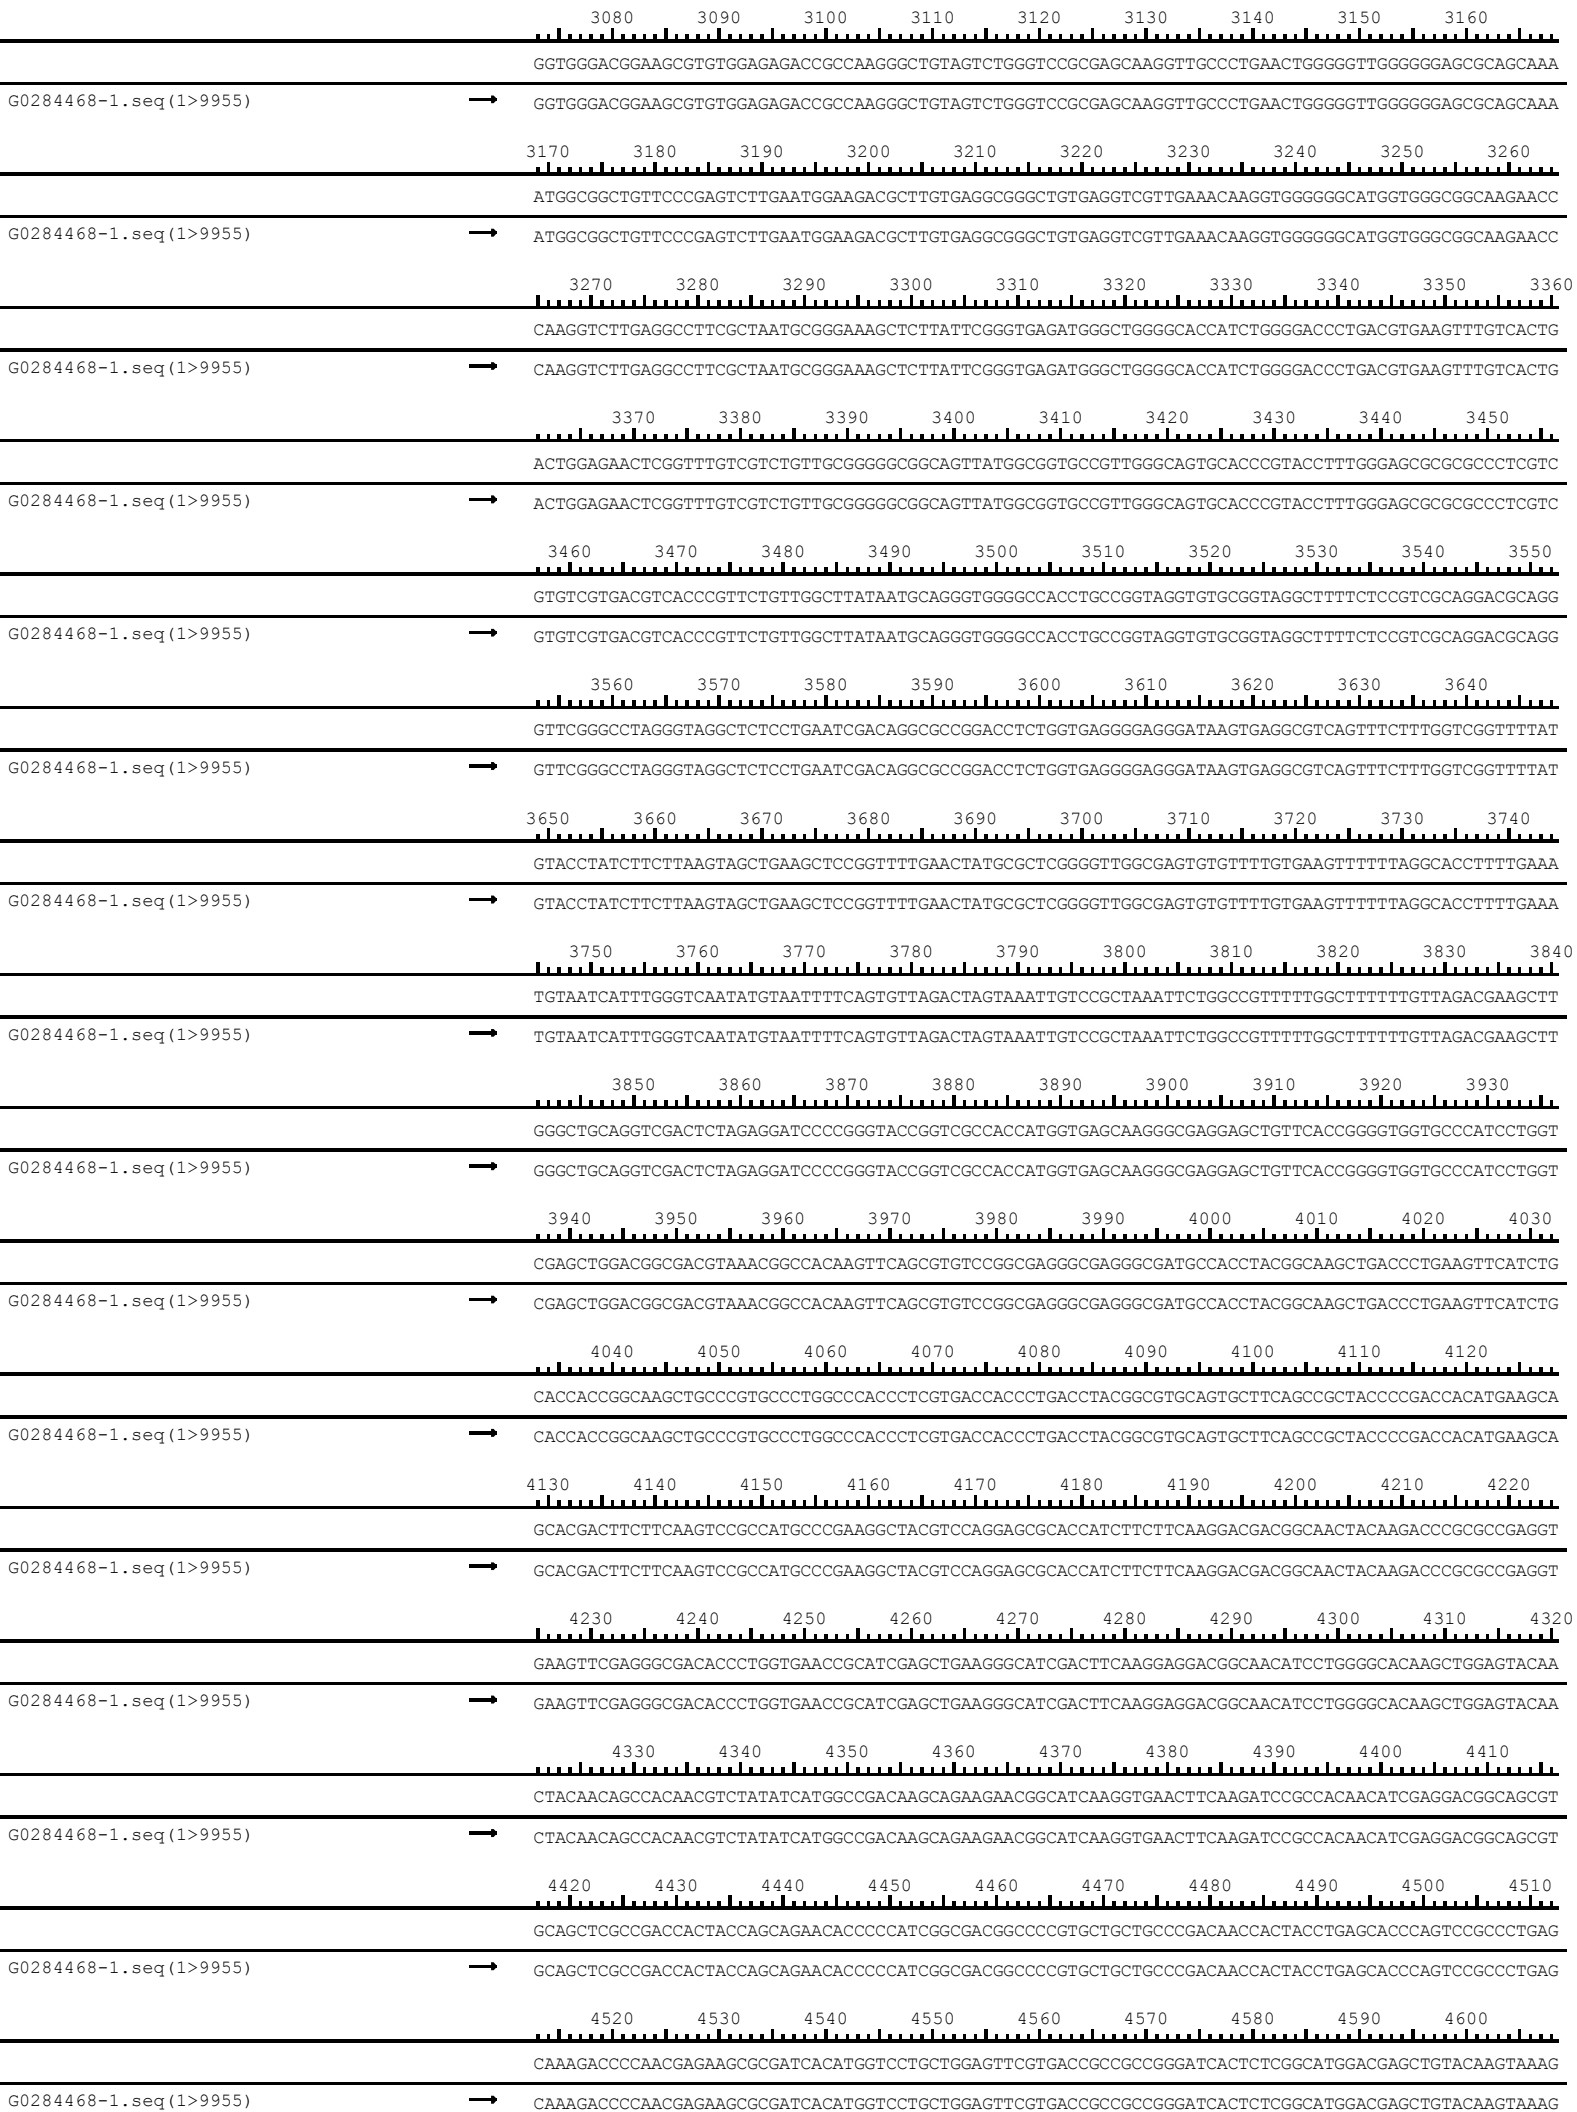 3080 3090 3100 3110 3120 3130 3140 3150 3160
GGTGGGACGGAAGCGTGTGGAGAGACCGCCAAGGGCTGTAGTCTGGGTCCGCGAGCAAGGTTGCCCTGAACTGGGGGTTGGGGGGAGCGCAGCAAA
G0284468-1.seq(1>9955) → GGTGGGACGGAAGCGTGTGGAGAGACCGCCAAGGGCTGTAGTCTGGGTCCGCGAGCAAGGTTGCCCTGAACTGGGGGTTGGGGGGAGCGCAGCAAA
3170 3180 3190 3200 3210 3220 3230 3240 3250 3260
ATGGCGGCTGTTCCCGAGTCTTGAATGGAAGACGCTTGTGAGGCGGGCTGTGAGGTCGTTGAAACAAGGTGGGGGGCATGGTGGGCGGCAAGAACC
G0284468-1.seq(1>9955) → ATGGCGGCTGTTCCCGAGTCTTGAATGGAAGACGCTTGTGAGGCGGGCTGTGAGGTCGTTGAAACAAGGTGGGGGGCATGGTGGGCGGCAAGAACC
3270 3280 3290 3300 3310 3320 3330 3340 3350 3360
CAAGGTCTTGAGGCCTTCGCTAATGCGGGAAAGCTCTTATTCGGGTGAGATGGGCTGGGGCACCATCTGGGGACCCTGACGTGAAGTTTGTCACTG
G0284468-1.seq(1>9955) → CAAGGTCTTGAGGCCTTCGCTAATGCGGGAAAGCTCTTATTCGGGTGAGATGGGCTGGGGCACCATCTGGGGACCCTGACGTGAAGTTTGTCACTG
3370 3380 3390 3400 3410 3420 3430 3440 3450
ACTGGAGAACTCGGTTTGTCGTCTGTTGCGGGGGCGGCAGTTATGGCGGTGCCGTTGGGCAGTGCACCCGTACCTTTGGGAGCGCGCGCCCTCGTC
G0284468-1.seq(1>9955) → ACTGGAGAACTCGGTTTGTCGTCTGTTGCGGGGGCGGCAGTTATGGCGGTGCCGTTGGGCAGTGCACCCGTACCTTTGGGAGCGCGCGCCCTCGTC
3460 3470 3480 3490 3500 3510 3520 3530 3540 3550
GTGTCGTGACGTCACCCGTTCTGTTGGCTTATAATGCAGGGTGGGGCCACCTGCCGGTAGGTGTGCGGTAGGCTTTTCTCCGTCGCAGGACGCAGG
G0284468-1.seq(1>9955) → GTGTCGTGACGTCACCCGTTCTGTTGGCTTATAATGCAGGGTGGGGCCACCTGCCGGTAGGTGTGCGGTAGGCTTTTCTCCGTCGCAGGACGCAGG
3560 3570 3580 3590 3600 3610 3620 3630 3640
GTTCGGGCCTAGGGTAGGCTCTCCTGAATCGACAGGCGCCGGACCTCTGGTGAGGGGAGGGATAAGTGAGGCGTCAGTTTCTTTGGTCGGTTTTAT
G0284468-1.seq(1>9955) → GTTCGGGCCTAGGGTAGGCTCTCCTGAATCGACAGGCGCCGGACCTCTGGTGAGGGGAGGGATAAGTGAGGCGTCAGTTTCTTTGGTCGGTTTTAT
3650 3660 3670 3680 3690 3700 3710 3720 3730 3740
GTACCTATCTTCTTAAGTAGCTGAAGCTCCGGTTTTGAACTATGCGCTCGGGGTTGGCGAGTGTGTTTTGTGAAGTTTTTTAGGCACCTTTTGAAA
G0284468-1.seq(1>9955) → GTACCTATCTTCTTAAGTAGCTGAAGCTCCGGTTTTGAACTATGCGCTCGGGGTTGGCGAGTGTGTTTTGTGAAGTTTTTTAGGCACCTTTTGAAA
3750 3760 3770 3780 3790 3800 3810 3820 3830 3840
TGTAATCATTTGGGTCAATATGTAATTTTCAGTGTTAGACTAGTAAATTGTCCGCTAAATTCTGGCCGTTTTTGGCTTTTTTGTTAGACGAAGCTT
G0284468-1.seq(1>9955) → TGTAATCATTTGGGTCAATATGTAATTTTCAGTGTTAGACTAGTAAATTGTCCGCTAAATTCTGGCCGTTTTTGGCTTTTTTGTTAGACGAAGCTT
3850 3860 3870 3880 3890 3900 3910 3920 3930
GGGCTGCAGGTCGACTCTAGAGGATCCCCGGGTACCGGTCGCCACCATGGTGAGCAAGGGCGAGGAGCTGTTCACCGGGGTGGTGCCCATCCTGGT
G0284468-1.seq(1>9955) → GGGCTGCAGGTCGACTCTAGAGGATCCCCGGGTACCGGTCGCCACCATGGTGAGCAAGGGCGAGGAGCTGTTCACCGGGGTGGTGCCCATCCTGGT
3940 3950 3960 3970 3980 3990 4000 4010 4020 4030
CGAGCTGGACGGCGACGTAAACGGCCACAAGTTCAGCGTGTCCGGCGAGGGCGAGGGCGATGCCACCTACGGCAAGCTGACCCTGAAGTTCATCTG
G0284468-1.seq(1>9955) → CGAGCTGGACGGCGACGTAAACGGCCACAAGTTCAGCGTGTCCGGCGAGGGCGAGGGCGATGCCACCTACGGCAAGCTGACCCTGAAGTTCATCTG
4040 4050 4060 4070 4080 4090 4100 4110 4120
CACCACCGGCAAGCTGCCCGTGCCCTGGCCCACCCTCGTGACCACCCTGACCTACGGCGTGCAGTGCTTCAGCCGCTACCCCGACCACATGAAGCA
G0284468-1.seq(1>9955) → CACCACCGGCAAGCTGCCCGTGCCCTGGCCCACCCTCGTGACCACCCTGACCTACGGCGTGCAGTGCTTCAGCCGCTACCCCGACCACATGAAGCA
4130 4140 4150 4160 4170 4180 4190 4200 4210 4220
GCACGACTTCTTCAAGTCCGCCATGCCCGAAGGCTACGTCCAGGAGCGCACCATCTTCTTCAAGGACGACGGCAACTACAAGACCCGCGCCGAGGT
G0284468-1.seq(1>9955) → GCACGACTTCTTCAAGTCCGCCATGCCCGAAGGCTACGTCCAGGAGCGCACCATCTTCTTCAAGGACGACGGCAACTACAAGACCCGCGCCGAGGT
4230 4240 4250 4260 4270 4280 4290 4300 4310 4320
GAAGTTCGAGGGCGACACCCTGGTGAACCGCATCGAGCTGAAGGGCATCGACTTCAAGGAGGACGGCAACATCCTGGGGCACAAGCTGGAGTACAA
G0284468-1.seq(1>9955) → GAAGTTCGAGGGCGACACCCTGGTGAACCGCATCGAGCTGAAGGGCATCGACTTCAAGGAGGACGGCAACATCCTGGGGCACAAGCTGGAGTACAA
4330 4340 4350 4360 4370 4380 4390 4400 4410
CTACAACAGCCACAACGTCTATATCATGGCCGACAAGCAGAAGAACGGCATCAAGGTGAACTTCAAGATCCGCCACAACATCGAGGACGGCAGCGT
G0284468-1.seq(1>9955) → CTACAACAGCCACAACGTCTATATCATGGCCGACAAGCAGAAGAACGGCATCAAGGTGAACTTCAAGATCCGCCACAACATCGAGGACGGCAGCGT
4420 4430 4440 4450 4460 4470 4480 4490 4500 4510
GCAGCTCGCCGACCACTACCAGCAGAACACCCCCATCGGCGACGGCCCCGTGCTGCTGCCCGACAACCACTACCTGAGCACCCAGTCCGCCCTGAG
G0284468-1.seq(1>9955) → GCAGCTCGCCGACCACTACCAGCAGAACACCCCCATCGGCGACGGCCCCGTGCTGCTGCCCGACAACCACTACCTGAGCACCCAGTCCGCCCTGAG
4520 4530 4540 4550 4560 4570 4580 4590 4600
CAAAGACCCCAACGAGAAGCGCGATCACATGGTCCTGCTGGAGTTCGTGACCGCCGCCGGGATCACTCTCGGCATGGACGAGCTGTACAAGTAAAG
G0284468-1.seq(1>9955) → CAAAGACCCCAACGAGAAGCGCGATCACATGGTCCTGCTGGAGTTCGTGACCGCCGCCGGGATCACTCTCGGCATGGACGAGCTGTACAAGTAAAG